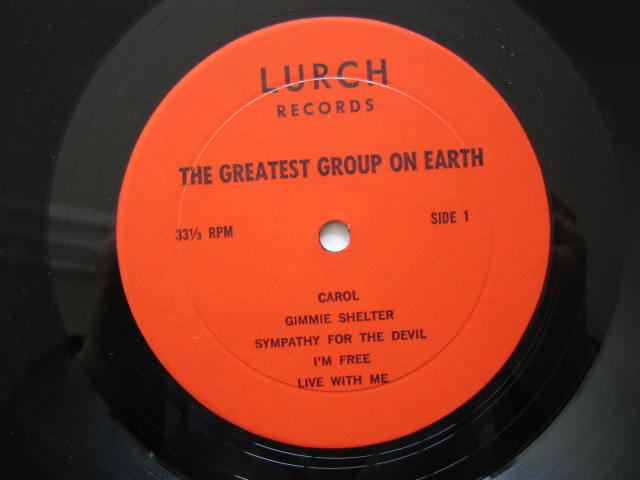 LURCH
RECORDS
THE GREATEST GROUP ON EARTH
33⅓ RPM
SIDE 1
CAROL
GIMMIE SHELTER
SYMPATHY FOR THE DEVIL
I'M FREE
LIVE WITH ME